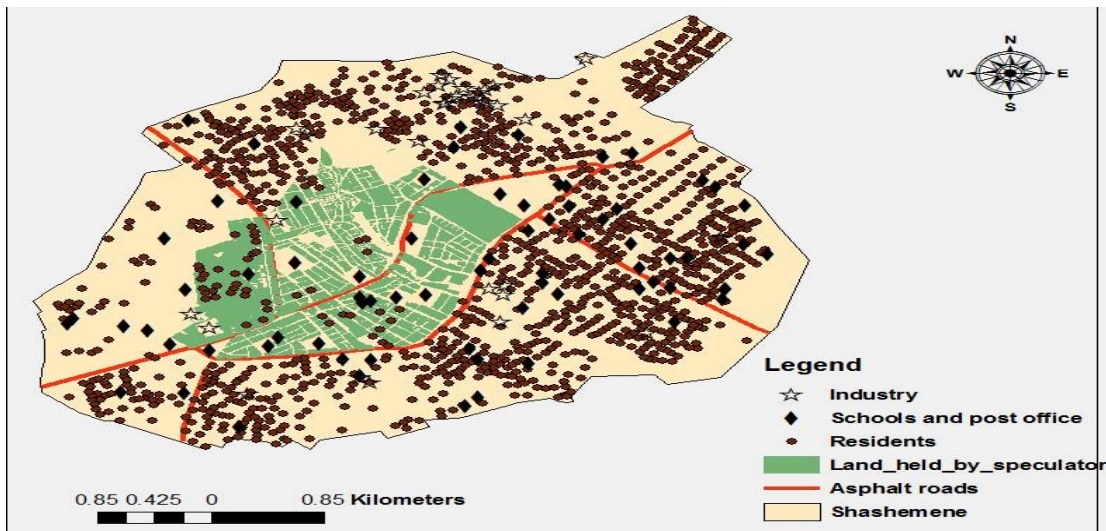 N
W E
S
Legend
Industry
Schools and post office
Residents
Land_held_by_speculator
Asphalt roads
Shashemene
0.85 0.425 0 0.85 Kilometers